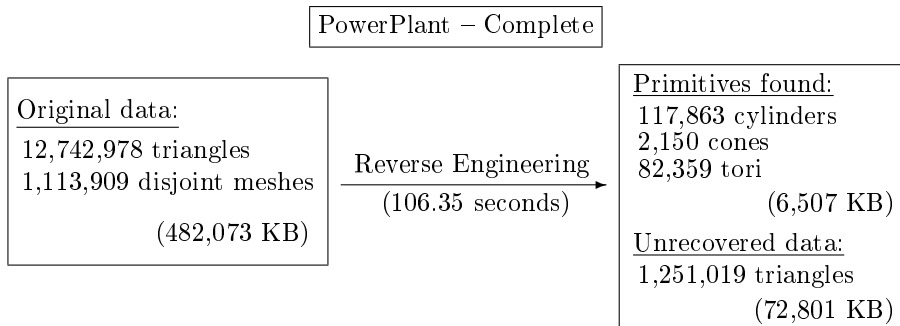 PowerPlant – Complete
Original data:
12,742,978 triangles
1,113,909 disjoint meshes
(482,073 KB)
Reverse Engineering
(106.35 seconds)
Primitives found:
117,863 cylinders
2,150 cones
82,359 tori
(6,507 KB)
Unrecovered data:
1,251,019 triangles
(72,801 KB)